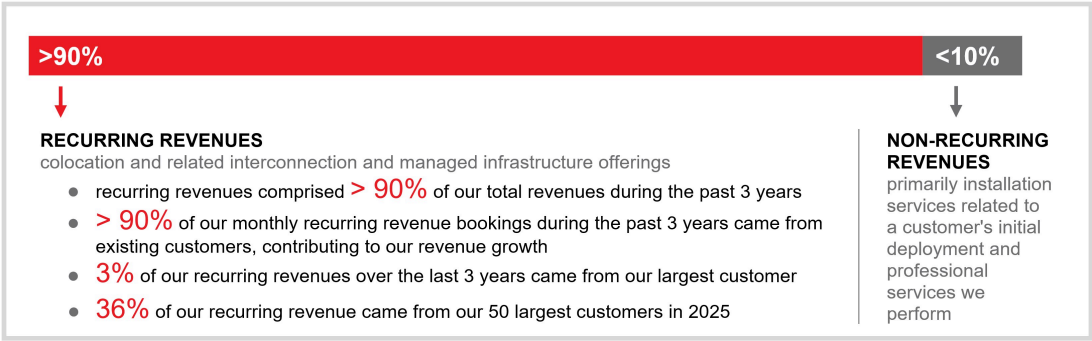 >90%
<10%
RECURRING REVENUES
colocation and related interconnection and managed infrastructure offerings
● recurring revenues comprised > 90% of our total revenues during the past 3 years
● > 90% of our monthly recurring revenue bookings during the past 3 years came from
existing customers, contributing to our revenue growth
● 3% of our recurring revenues over the last 3 years came from our largest customer
● 36% of our recurring revenue came from our 50 largest customers in 2025
NON-RECURRING
REVENUES
primarily installation
services related to
a customer's initial
deployment and
professional
services we
perform